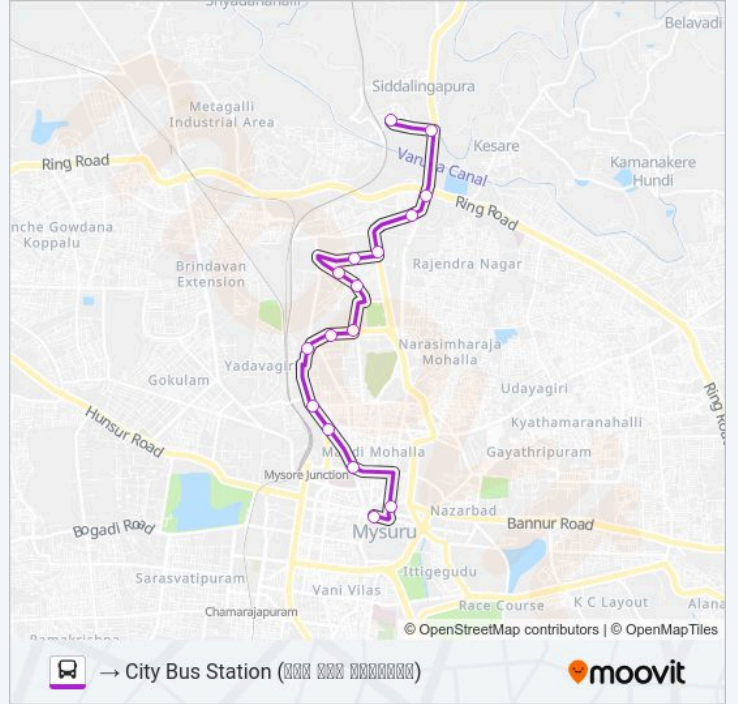 Belavadi
Siddalingapura
Metagalli
Industrial Area
Kesare
Ring Road
Canal
Kamanakere
Hundi
Ring Road
nche Gowdana
Koppalu
Brindavan
Extension
Rajendra Nagar
Narasimharaja
Mohalla
Yadavagir
Gokulam
Udayagiri
Ring Roa
Hunsur Road
Kyathamaranahalli
Mohalla
Gayathripuram
Mysore Junction
Nazarbad
Bogadi Road
Bannur Road
Mysuru
Ittigegudu
Sarasvatipuram
Vani Vilas
Race Course
K C Layout
Alana
Chamarajapuram
© OpenStreetMap contributors | © OpenMapTiles
→ City Bus Station (
moovit